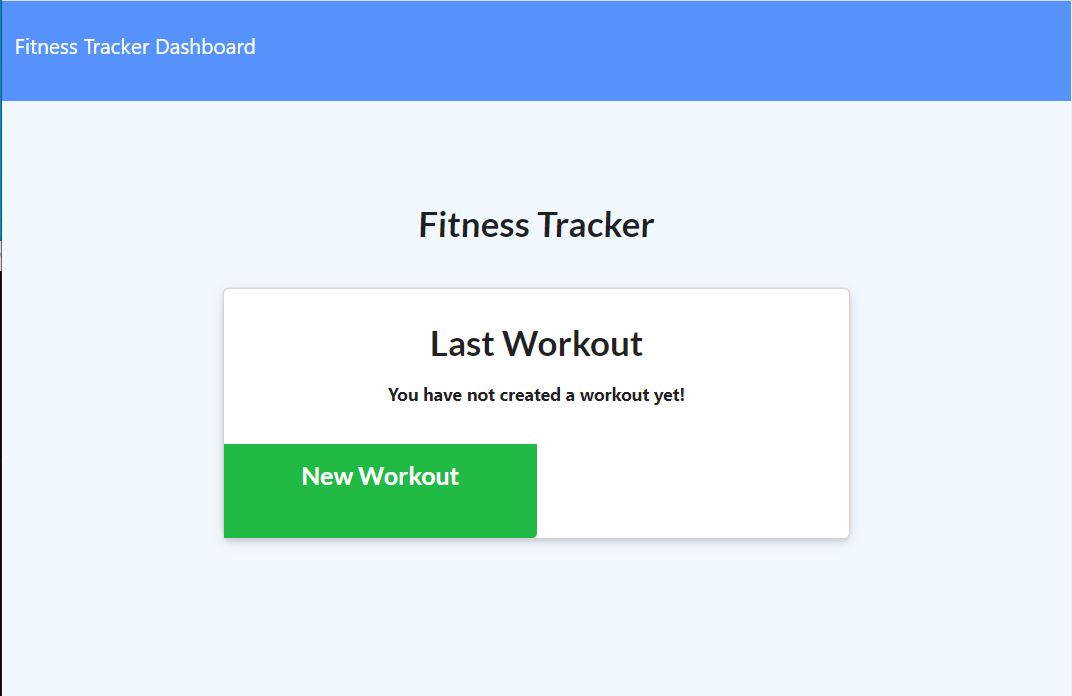 Fitness Tracker Dashboard
Fitness Tracker
Last Workout
You have not created a workout yet!
New Workout